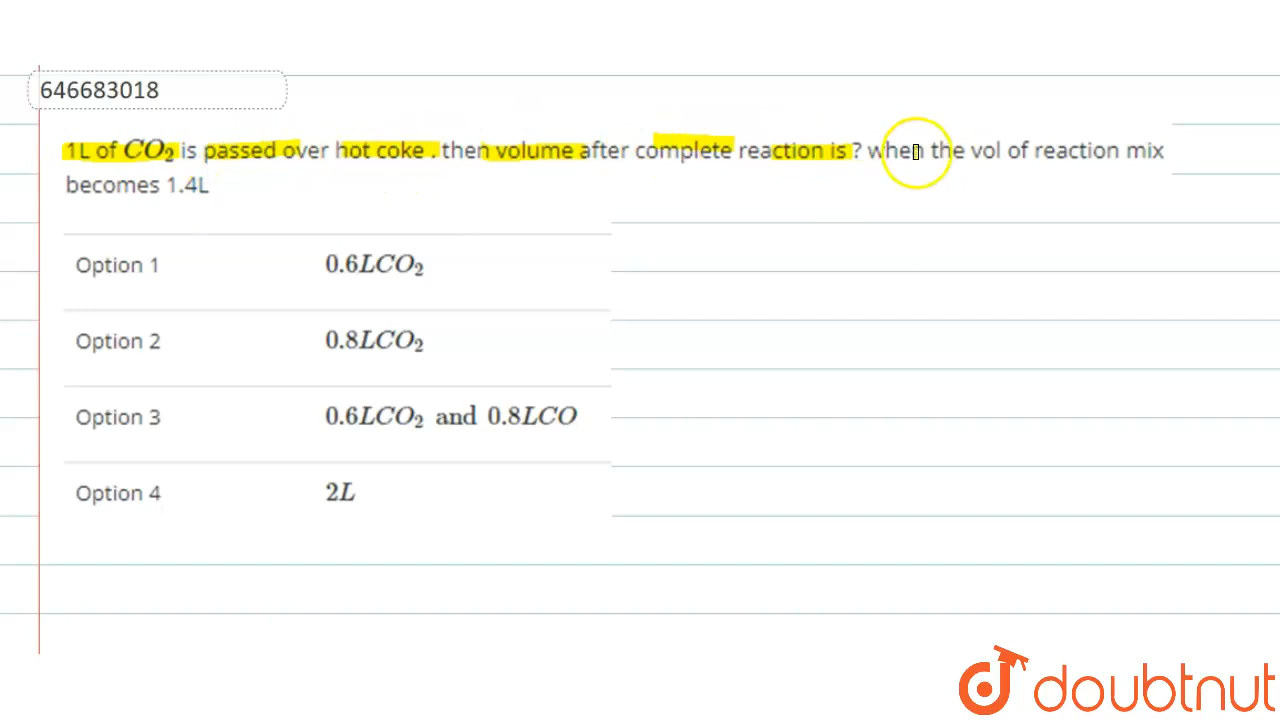 646683018
1L of CO₂ is passed over hot coke . then volume after complete reaction is ? when the vol of reaction mix
becomes 1.4L
Option 1 0.6LCO₂
Option 2 0.8LCO₂
Option 3 0.6LCO₂ and 0.8LCO
Option 4 2L
doubtnut